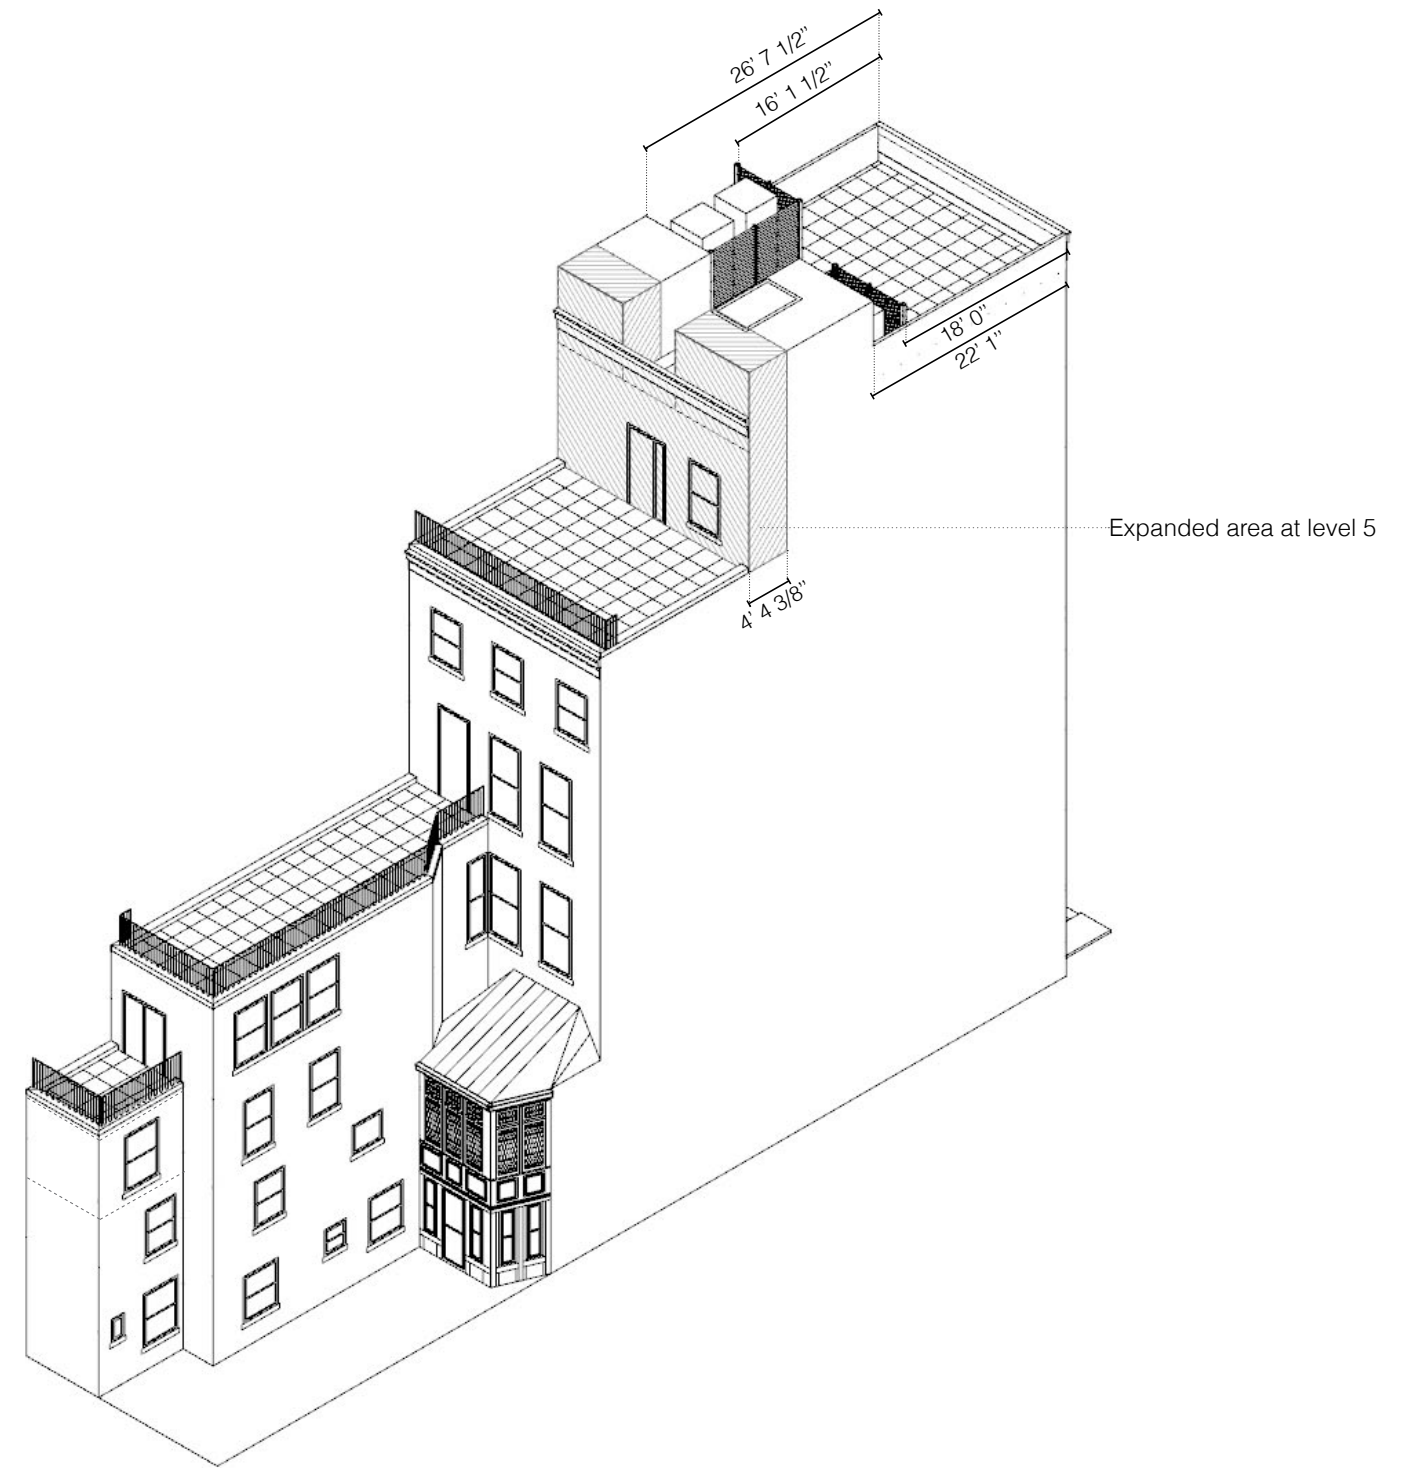 26’ 7 1/2”
16’ 1 1/2”
18’ 0”
22’ 1”
Expanded area at level 5
4’ 4 3/8”